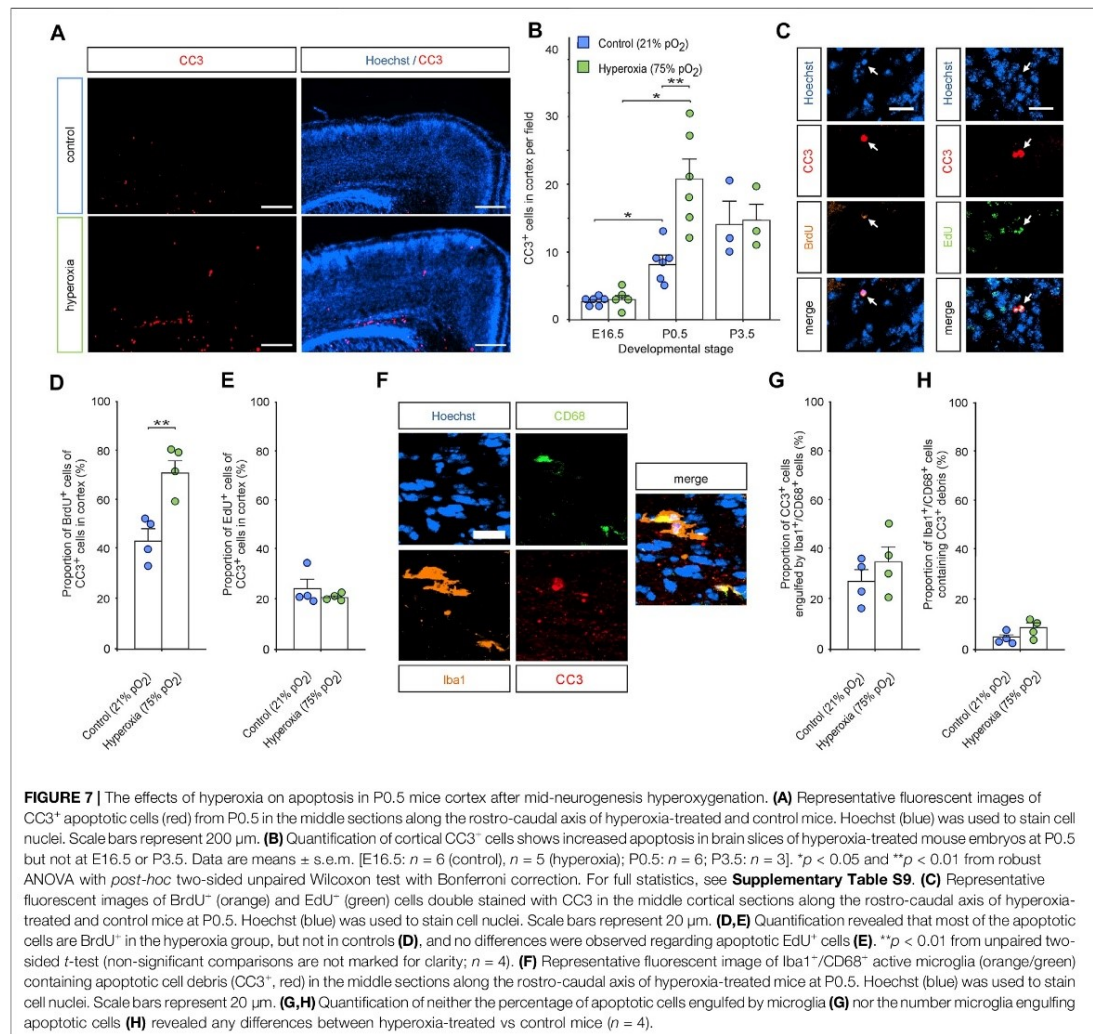 A
CC3
Hoechst / CC3
control
hyperoxia
B
Control (21% pO2)
Hyperoxia (75% pO2)
CC3+ cells in cortex per field
40
30
20
10
0
*
*
**
E16.5
P0.5
P3.5
Developmental stage
C
Hoechst
Hoechst
CC3
CC3
BrdU
EdU
merge
merge
D
Proportion of BrdU+ cells of
CC3+ cells in cortex (%)
100
80
60
40
20
0
**
Control (21% pO2)
Hyperoxia (75% pO2)
E
Proportion of EdU+ cells of
CC3+ cells in cortex (%)
100
80
60
40
20
0
Control (21% pO2)
Hyperoxia (75% pO2)
F
Hoechst
CD68
merge
Iba1
CC3
G
Proportion of CC3+ cells
engulfed by Iba1+/CD68+ cells (%)
100
80
60
40
20
0
Control (21% pO2)
Hyperoxia (75% pO2)
H
Proportion of Iba1+/CD68+ cells
containing CC3+ debris (%)
100
80
60
40
20
0
Control (21% pO2)
Hyperoxia (75% pO2)
FIGURE 7 | The effects of hyperoxia on apoptosis in P0.5 mice cortex after mid-neurogenesis hyperoxygenation. (A) Representative fluorescent images of
CC3+ apoptotic cells (red) from P0.5 in the middle sections along the rostro-caudal axis of hyperoxia-treated and control mice. Hoechst (blue) was used to stain cell
nuclei. Scale bars represent 200 μm. (B) Quantification of cortical CC3+ cells shows increased apoptosis in brain slices of hyperoxia-treated mouse embryos at P0.5
but not at E16.5 or P3.5. Data are means ± s.e.m. [E16.5: n = 6 (control), n = 5 (hyperoxia); P0.5: n = 6; P3.5: n = 3]. *p < 0.05 and **p < 0.01 from robust
ANOVA with post-hoc two-sided unpaired Wilcoxon test with Bonferroni correction. For full statistics, see Supplementary Table S9. (C) Representative
fluorescent images of BrdU+ (orange) and EdU+ (green) cells double stained with CC3 in the middle cortical sections along the rostro-caudal axis of hyperoxia-
treated and control mice at P0.5. Hoechst (blue) was used to stain cell nuclei. Scale bars represent 20 μm. (D,E) Quantification revealed that most of the apoptotic
cells are BrdU+ in the hyperoxia group, but not in controls (D), and no differences were observed regarding apoptotic EdU+ cells (E). **p < 0.01 from unpaired two-
sided t-test (non-significant comparisons are not marked for clarity; n = 4). (F) Representative fluorescent image of Iba1+/CD68+ active microglia (orange/green)
containing apoptotic cell debris (CC3+, red) in the middle sections along the rostro-caudal axis of hyperoxia-treated mice at P0.5. Hoechst (blue) was used to stain
cell nuclei. Scale bars represent 20 μm. (G,H) Quantification of neither the percentage of apoptotic cells engulfed by microglia (G) nor the number microglia engulfing
apoptotic cells (H) revealed any differences between hyperoxia-treated vs control mice (n = 4).